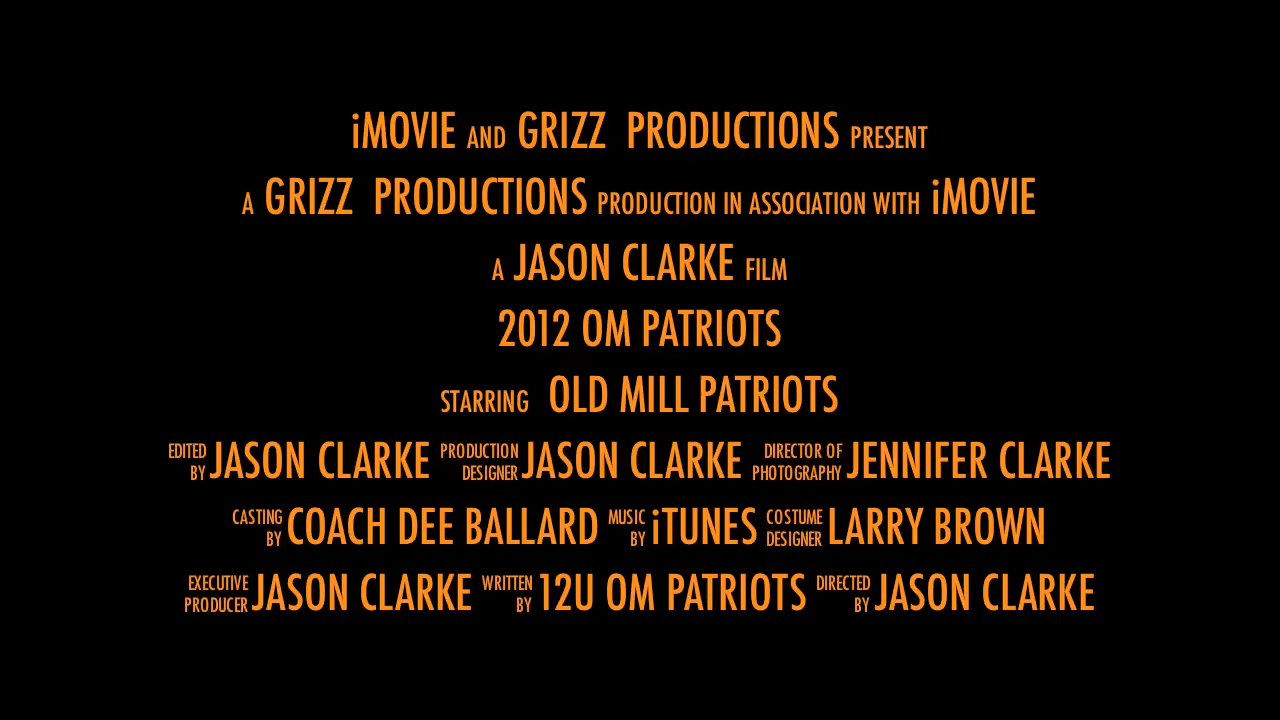 iMOVIE AND GRIZZ PRODUCTIONS PRESENT
A GRIZZ PRODUCTIONS PRODUCTION IN ASSOCIATION WITH iMOVIE
A JASON CLARKE FILM
2012 OM PATRIOTS
STARRING OLD MILL PATRIOTS
EDITED BY JASON CLARKE PRODUCTION DESIGNER JASON CLARKE DIRECTOR OF PHOTOGRAPHY JENNIFER CLARKE
CASTING BY COACH DEE BALLARD MUSIC BY iTUNES COSTUME DESIGNER LARRY BROWN
EXECUTIVE PRODUCER JASON CLARKE WRITTEN BY 12U OM PATRIOTS DIRECTED BY JASON CLARKE